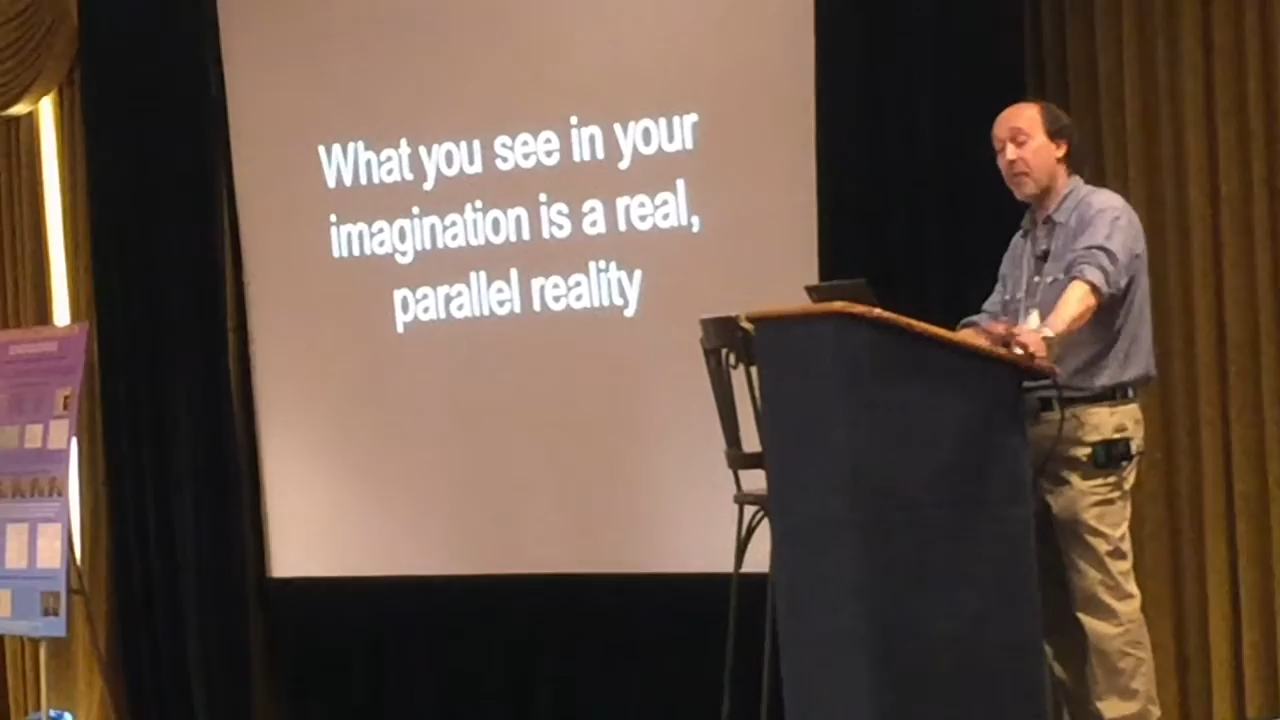 What you see in your
imagination is a real,
parallel reality